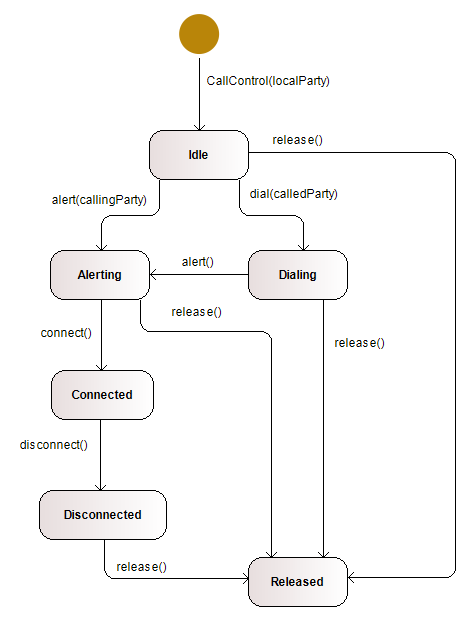 CallControl(localParty)
release()
Idle
alert(callingParty)
dial(calledParty)
alert()
Alerting
Dialing
release()
connect()
release()
Connected
disconnect()
Disconnected
release()
Released